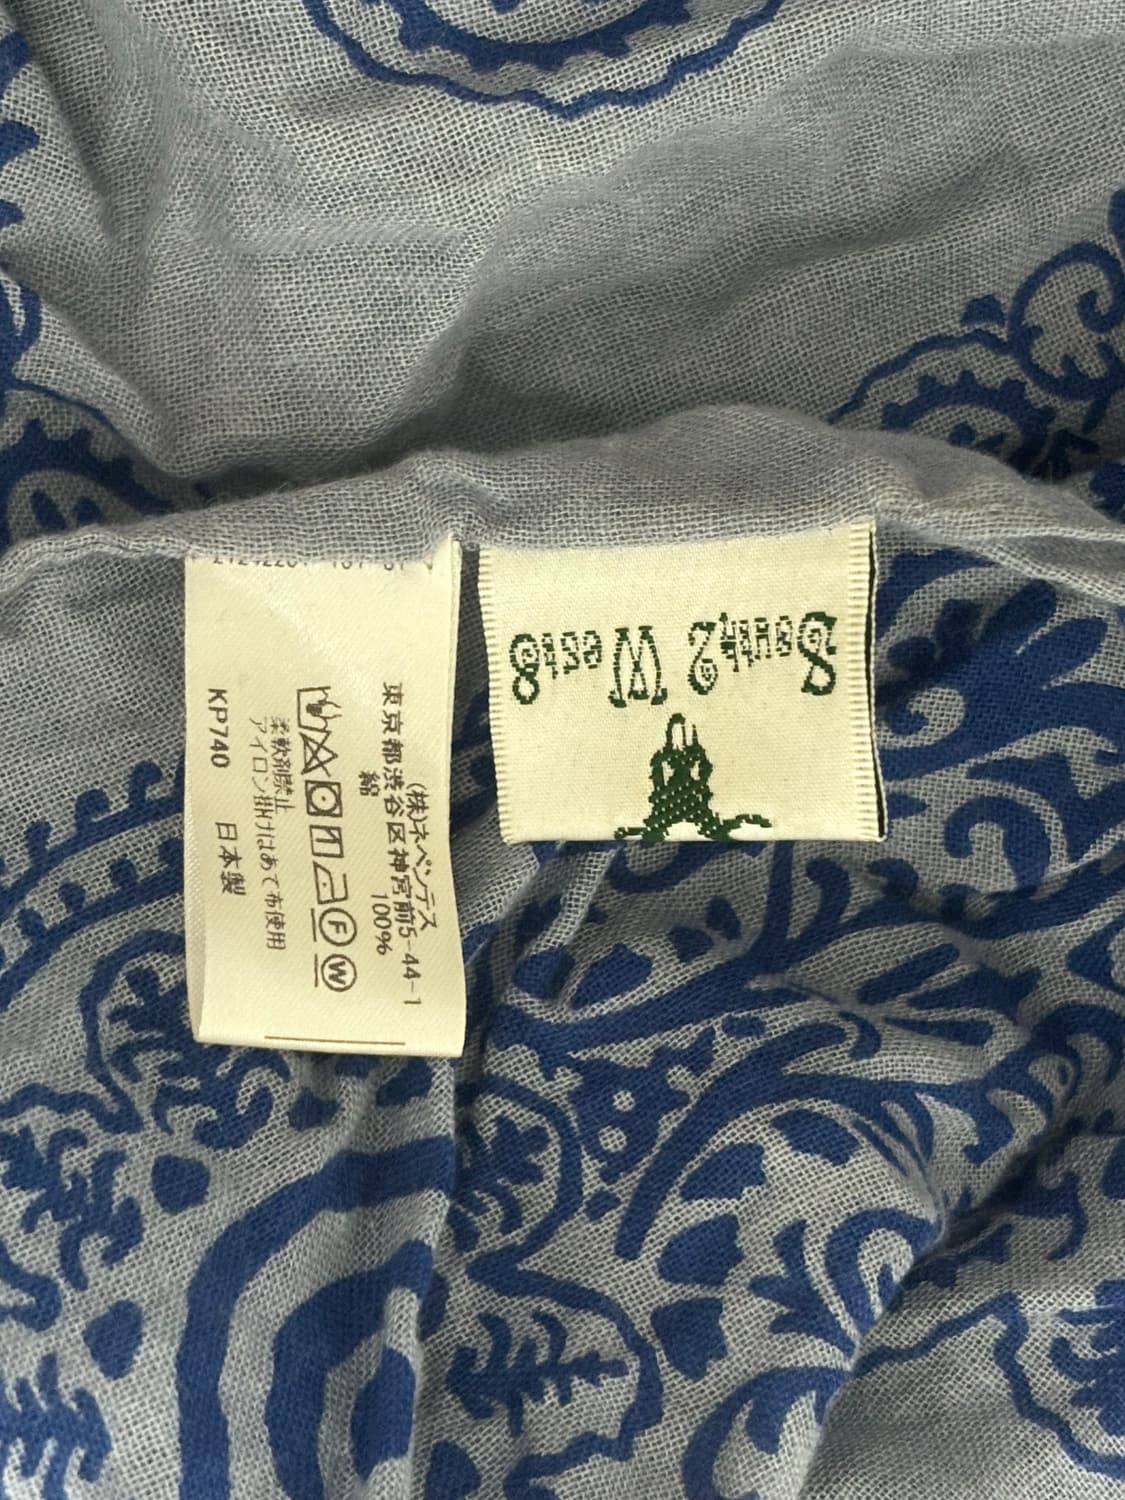 (株)ネペンテス
東京都渋谷区神宮前5-44-1
綿 100%
F
W
柔軟剤禁止
アイロン掛けはあて布使用
KP740 日本製
South2 West8